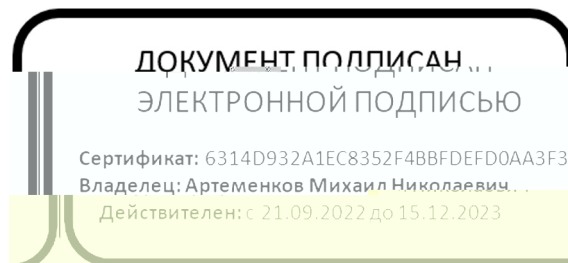 ДОКУМЕНТ ПОДПИСАН
ЭЛЕКТРОННОЙ ПОДПИСЬЮ
Сертификат: 6314D932A1EC8352F4BBFDEFD0AA3F3
Владелец: Артеменков Михаил Николаевич
Действителен: с 21.09.2022 до 15.12.2023